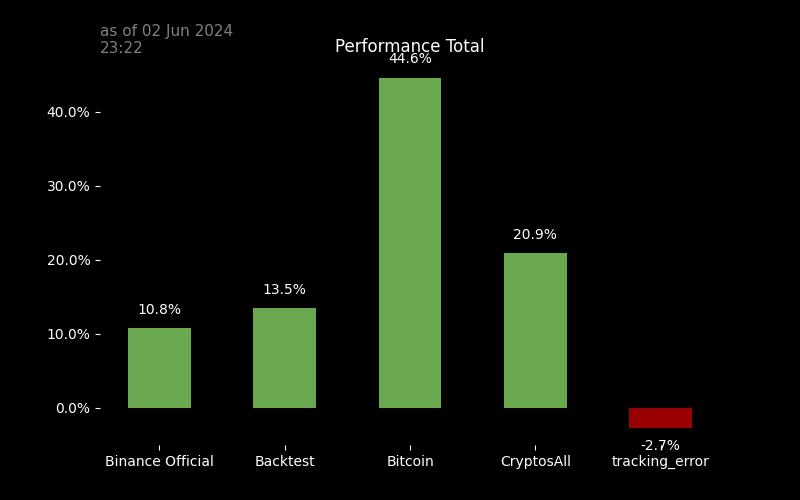 as of 02 Jun 2024
23:22
Performance Total
44.6%
40.0%
30.0%
20.9%
20.0%
13.5%
10.8%
10.0%
0.0%
-2.7%
Binance Official
Backtest
Bitcoin
CryptosAll
tracking_error